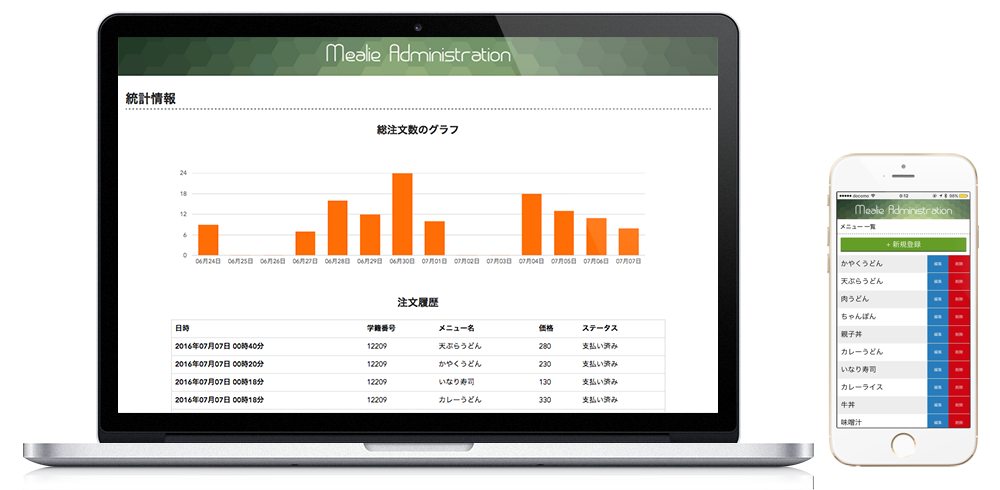 Mealie Administration
統計情報
総注文数のグラフ
24
18
12
6
0
06月24日 06月25日 06月26日 06月27日 06月28日 06月29日 06月30日 07月01日 07月02日 07月03日 07月04日 07月05日 07月06日 07月07日
注文履歴
日時 学籍番号 メニュー名 価格 ステータス
2016年07月07日 00時40分 12209 天ぷらうどん 280 支払い済み
2016年07月07日 00時20分 12209 かやくうどん 230 支払い済み
2016年07月07日 00時18分 12209 いなり寿司 130 支払い済み
2016年07月07日 00時18分 12209 カレーうどん 330 支払い済み
docomo 0:12 98%
Mealie Administration
メニュー 一覧
+ 新規登録
かやくうどん 編集 削除
天ぷらうどん 編集 削除
肉うどん 編集 削除
ちゃんぽん 編集 削除
親子丼 編集 削除
カレーうどん 編集 削除
いなり寿司 編集 削除
カレーライス 編集 削除
牛丼 編集 削除
味噌汁 編集 削除